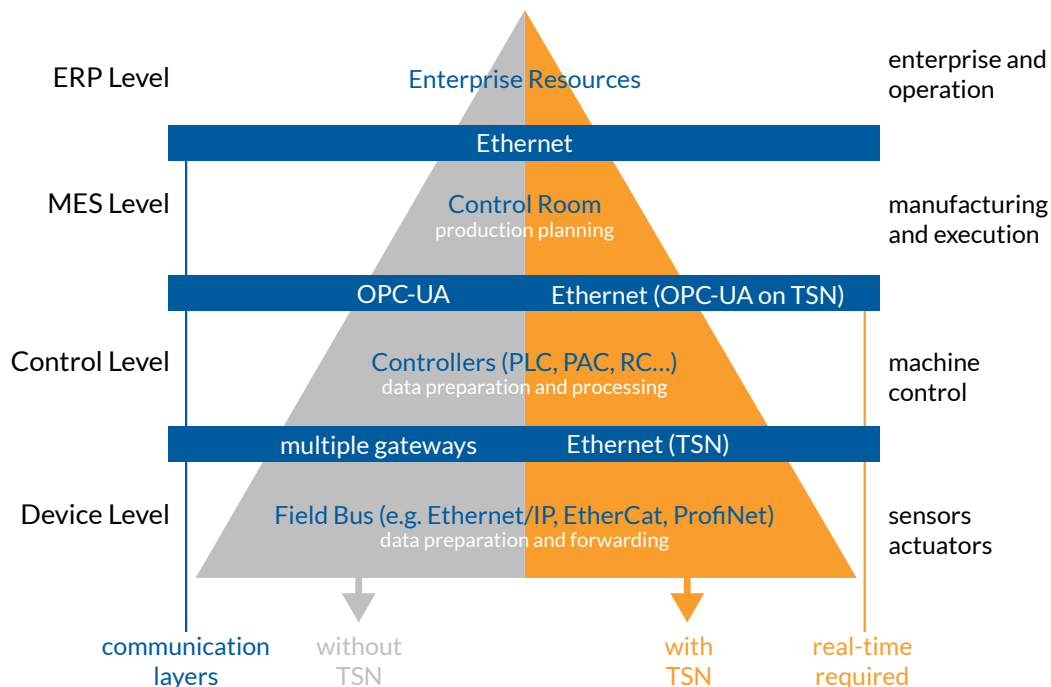 ERP Level
Enterprise Resources
enterprise and
operation
Ethernet
MES Level
Control Room
production planning
manufacturing
and execution
OPC-UA
Ethernet (OPC-UA on TSN)
Control Level
Controllers (PLC, PAC, RC...)
data preparation and processing
machine
control
multiple gateways
Ethernet (TSN)
Device Level
Field Bus (e.g. Ethernet/IP, EtherCat, ProfiNet)
data preparation and forwarding
sensors
actuators
communication
layers
without
TSN
with
TSN
real-time
required